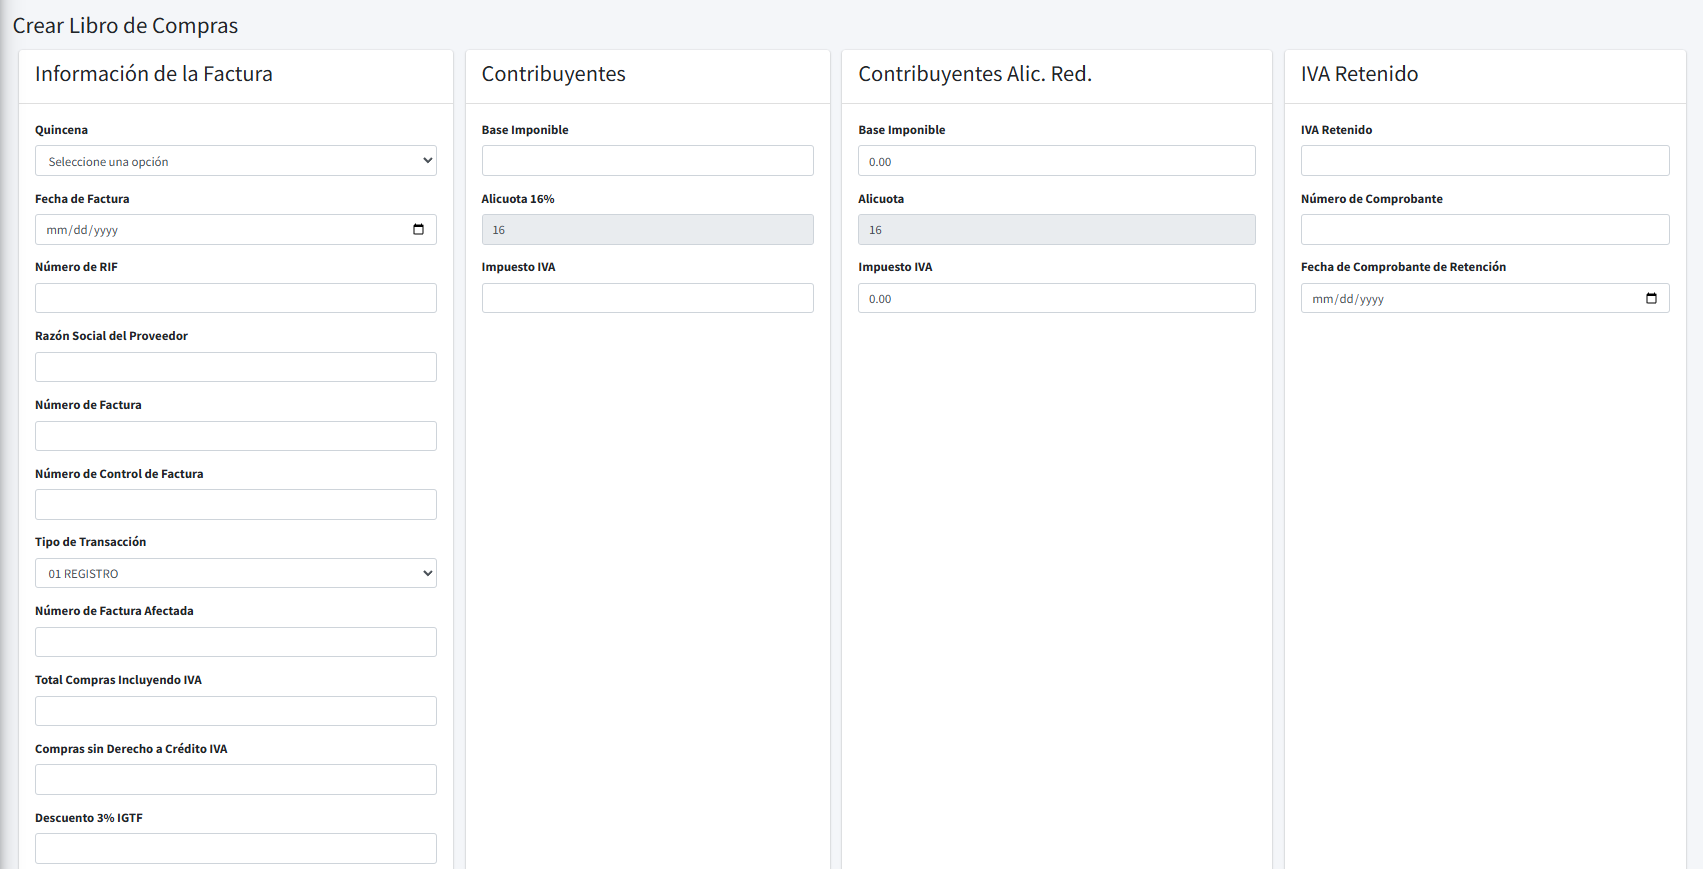 Crear Libro de Compras
Información de la Factura
Quincena
Seleccione una opción
Fecha de Factura
mm/dd/yyyy
Número de RIF
Razón Social del Proveedor
Número de Factura
Número de Control de Factura
Tipo de Transacción
01 REGISTRO
Número de Factura Afectada
Total Compras Incluyendo IVA
Compras sin Derecho a Crédito IVA
Descuento 3% IGTF
Contribuyentes
Base Imponible
Alicuota 16%
16
Impuesto IVA
Contribuyentes Alic. Red.
Base Imponible
0.00
Alicuota
16
Impuesto IVA
0.00
IVA Retenido
IVA Retenido
Número de Comprobante
Fecha de Comprobante de Retención
mm/dd/yyyy